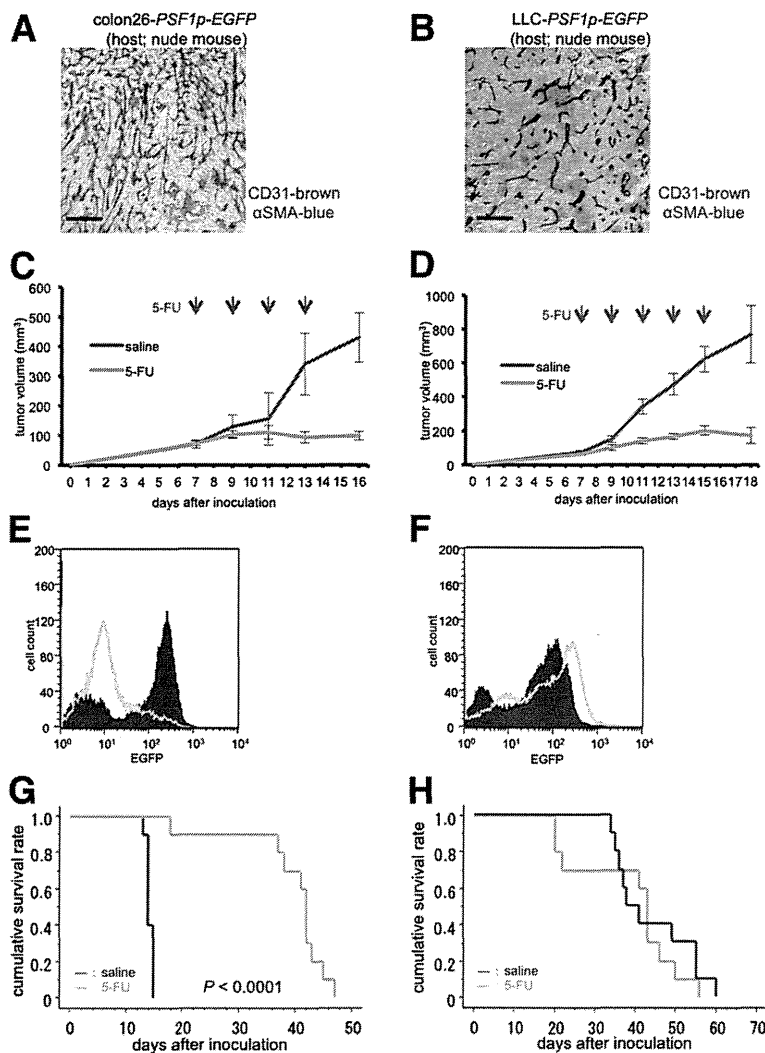 A
colon26-PSF1p-EGFP
(host; nude mouse)
CD31-brown
αSMA-blue
B
LLC-PSF1p-EGFP
(host; nude mouse)
CD31-brown
αSMA-blue
C
600
500
400
300
200
100
0
tumor volume (mm³)
5-FU
saline
5-FU
0 1 2 3 4 5 6 7 8 9 10 11 12 13 14 15 16
days after inoculation
D
1000
800
600
400
200
0
tumor volume (mm³)
5-FU
saline
5-FU
0 1 2 3 4 5 6 7 8 9 10 11 12 13 14 15 16 17 18
days after inoculation
E
200
160
120
80
40
0
cell count
10⁰ 10¹ 10² 10³ 10⁴
EGFP
F
200
160
120
80
40
0
cell count
10⁰ 10¹ 10² 10³ 10⁴
EGFP
G
1.0
0.8
0.6
0.4
0.2
0
cumulative survival rate
: saline
: 5-FU
P < 0.0001
0 10 20 30 40 50
days after inoculation
H
1.0
0.8
0.6
0.4
0.2
0
cumulative survival rate
: saline
: 5-FU
0 10 20 30 40 50 60 70
days after inoculation